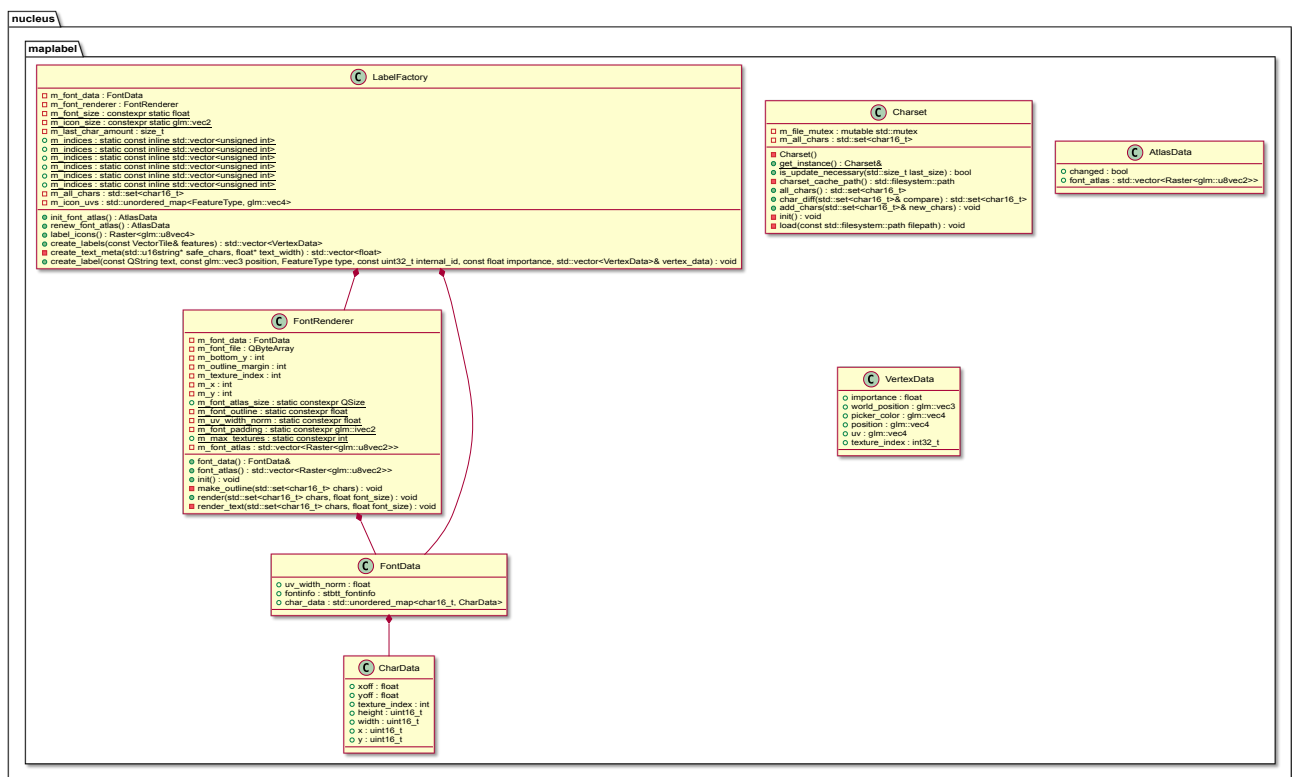 nucleus
maplabel
C LabelFactory
m_font_data : FontData
m_font_renderer : FontRenderer
m_font_size : constexpr static float
m_icon_size : constexpr static glm::vec2
m_last_char_amount : size_t
m_indices : static const inline std::vector<unsigned int>
m_indices : static const inline std::vector<unsigned int>
m_indices : static const inline std::vector<unsigned int>
m_indices : static const inline std::vector<unsigned int>
m_indices : static const inline std::vector<unsigned int>
m_indices : static const inline std::vector<unsigned int>
m_all_chars : std::set<char16_t>
m_icon_uvs : std::unordered_map<FeatureType, glm::vec4>
init_font_atlas() : AtlasData
renew_font_atlas() : AtlasData
label_icons() : Raster<glm::u8vec4>
create_labels(const VectorTile& features) : std::vector<VertexData>
create_text_meta(std::u16string* safe_chars, float* text_width) : std::vector<float>
create_label(const QString text, const glm::vec3 position, FeatureType type, const uint32_t internal_id, const float importance, std::vector<VertexData>& vertex_data) : void
C Charset
m_file_mutex : mutable std::mutex
m_all_chars : std::set<char16_t>
Charset()
get_instance() : Charset&
is_update_necessary(std::size_t last_size) : bool
charset_cache_path() : std::filesystem::path
all_chars() : std::set<char16_t>
char_diff(std::set<char16_t>& compare) : std::set<char16_t>
add_chars(std::set<char16_t>& new_chars) : void
init() : void
load(const std::filesystem::path filepath) : void
C AtlasData
changed : bool
font_atlas : std::vector<Raster<glm::u8vec2>>
C FontRenderer
m_font_data : FontData
m_font_file : QByteArray
m_bottom_y : int
m_outline_margin : int
m_texture_index : int
m_x : int
m_y : int
m_font_atlas_size : static constexpr QSize
m_font_outline : static constexpr float
m_uv_width_norm : static constexpr float
m_font_padding : static constexpr glm::ivec2
m_max_textures : static constexpr int
m_font_atlas : std::vector<Raster<glm::u8vec2>>
font_data() : FontData&
font_atlas() : std::vector<Raster<glm::u8vec2>>
init() : void
make_outline(std::set<char16_t> chars) : void
render(std::set<char16_t> chars, float font_size) : void
render_text(std::set<char16_t> chars, float font_size) : void
C VertexData
importance : float
world_position : glm::vec3
picker_color : glm::vec4
position : glm::vec4
uv : glm::vec4
texture_index : int32_t
C FontData
uv_width_norm : float
fontinfo : stbtt_fontinfo
char_data : std::unordered_map<char16_t, CharData>
C CharData
xoff : float
yoff : float
texture_index : int
height : uint16_t
width : uint16_t
x : uint16_t
y : uint16_t